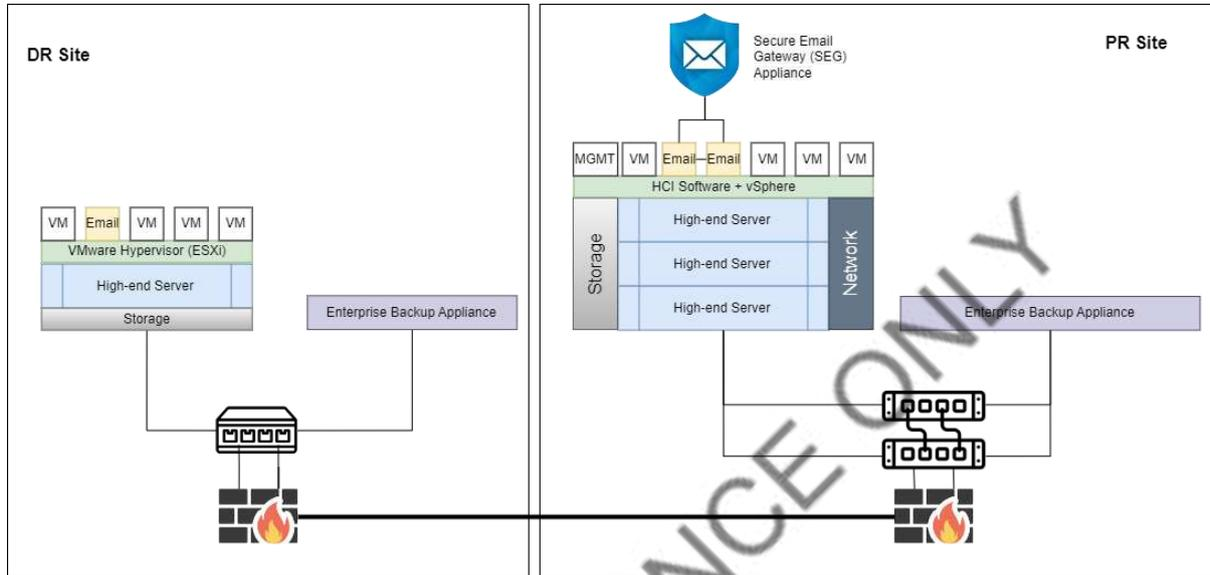 DR Site
VM
Email
VM
VM
VM
VMware Hypervisor (ESXi)
High-end Server
Storage
Enterprise Backup Appliance
PR Site
Secure Email
Gateway (SEG)
Appliance
MGMT
VM
Email
Email
VM
VM
VM
HCI Software + vSphere
Storage
High-end Server
High-end Server
High-end Server
Network
Enterprise Backup Appliance
NCE ONLY